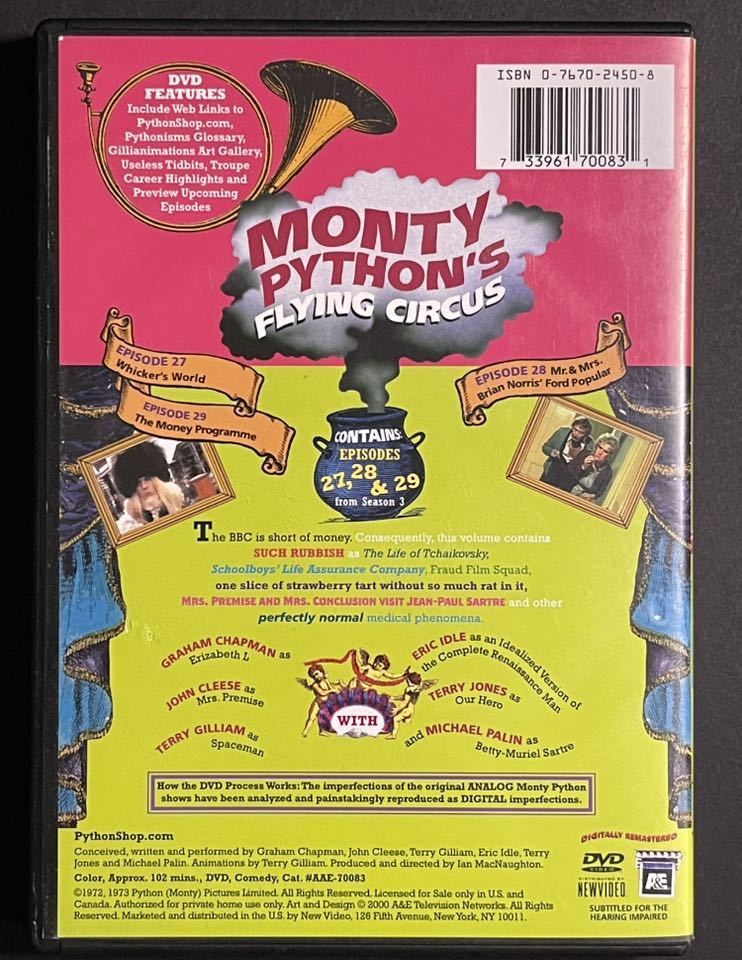 DVD
FEATURES
Include Web Links to
PythonShop.com,
Pythonisms Glossary,
Gillianimations Art Gallery,
Useless Tidbits, Troupe
Career Highlights and
Preview Upcoming
Episodes
ISBN 0-7670-2450-8
7 33961 70083 1
MONTY
PYTHON'S
FLYING CIRCUS
EPISODE 27
Whicker's World
EPISODE 29
The Money Programme
EPISODE 28 Mr. & Mrs.
Brian Norris' Ford Popular
CONTAINS:
EPISODES
27, 28
& 29
from Season 3
The BBC is short of money. Consequently, this volume contains
SUCH RUBBISH as The Life of Tchaikovsky,
Schoolboys' Life Assurance Company, Fraud Film Squad,
one slice of strawberry tart without so much rat in it,
MRS. PREMISE AND MRS. CONCLUSION VISIT JEAN-PAUL SARTRE and other
perfectly normal medical phenomena.
GRAHAM CHAPMAN as
Erizabeth L
JOHN CLEESE as
Mrs. Premise
TERRY GILLIAM as
Spaceman
WITH
ERIC IDLE as an Idealized Version of
the Complete Renaissance Man
TERRY JONES as
Our Hero
and MICHAEL PALIN as
Betty-Muriel Sartre
How the DVD Process Works: The imperfections of the original ANALOG Monty Python
shows have been analyzed and painstakingly reproduced as DIGITAL imperfections.
PythonShop.com
Conceived, written and performed by Graham Chapman, John Cleese, Terry Gilliam, Eric Idle, Terry
Jones and Michael Palin. Animations by Terry Gilliam. Produced and directed by Ian MacNaughton.
Color, Approx. 102 mins., DVD, Comedy, Cat. #AAE-70083
©1972, 1973 Python (Monty) Pictures Limited. All Rights Reserved. Licensed for Sale only in U.S. and
Canada. Authorized for private home use only. Art and Design © 2000 A&E Television Networks. All Rights
Reserved. Marketed and distributed in the U.S. by New Video, 126 Fifth Avenue, New York, NY 10011.
DIGITALLY REMASTERED
DVD
VIDEO
DISTRIBUTED BY
NEWVIDEO
A&E
SUBTITLED FOR THE
HEARING IMPAIRED